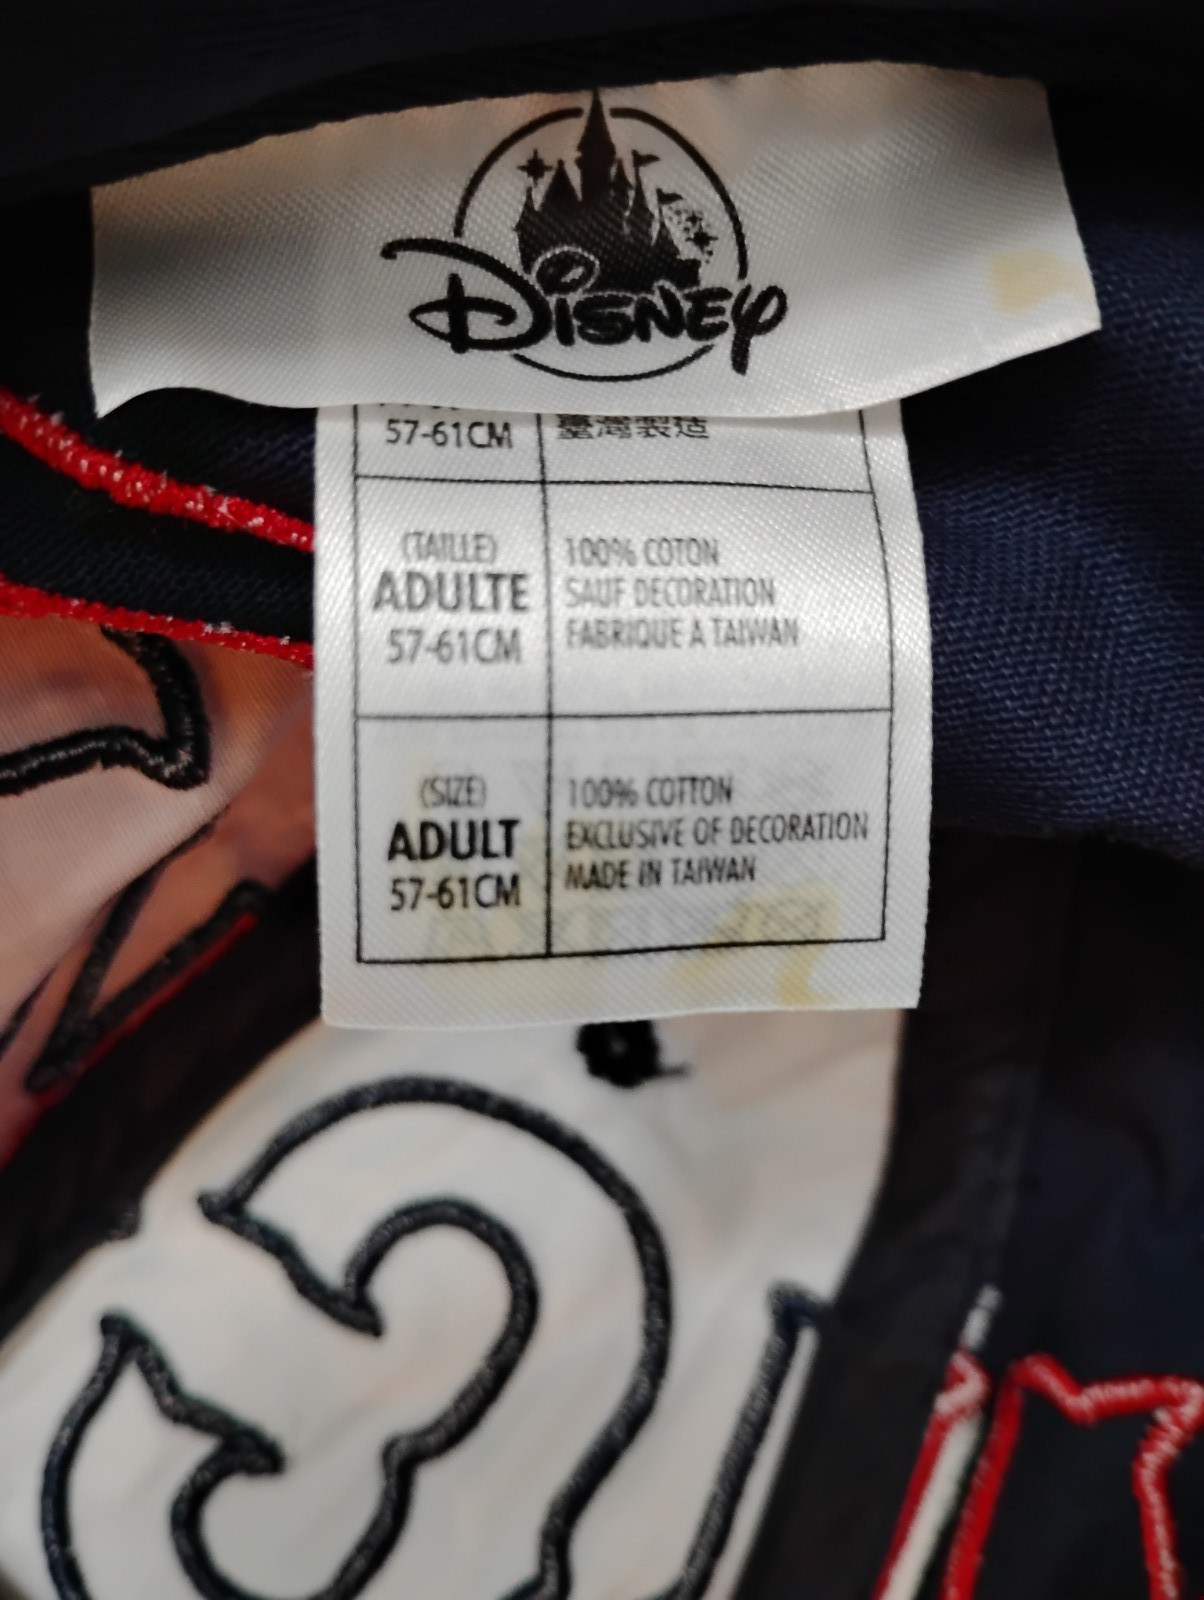 Disney
57-61CM
臺灣製造
(TAILLE)
ADULTE
57-61CM
100% COTON
SAUF DECORATION
FABRIQUE A TAIWAN
(SIZE)
ADULT
57-61CM
100% COTTON
EXCLUSIVE OF DECORATION
MADE IN TAIWAN